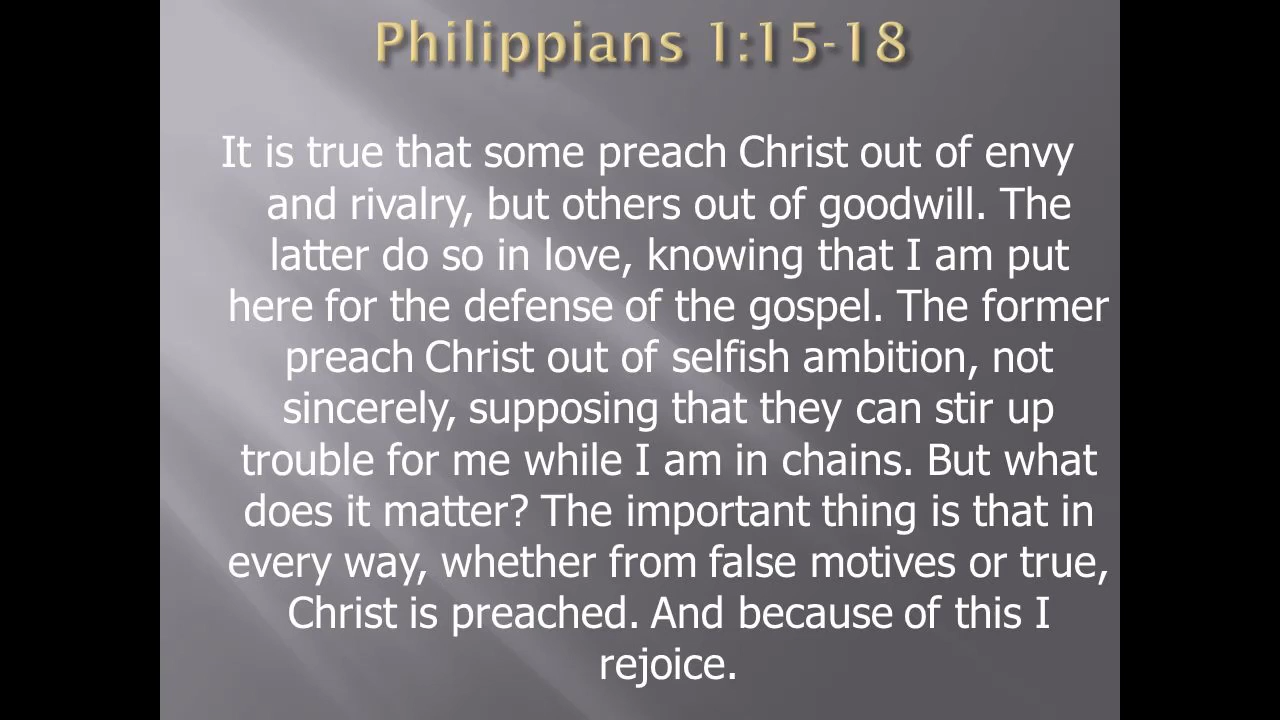 Philippians 1:15-18
It is true that some preach Christ out of envy
and rivalry, but others out of goodwill. The
latter do so in love, knowing that I am put
here for the defense of the gospel. The former
preach Christ out of selfish ambition, not
sincerely, supposing that they can stir up
trouble for me while I am in chains. But what
does it matter? The important thing is that in
every way, whether from false motives or true,
Christ is preached. And because of this I
rejoice.